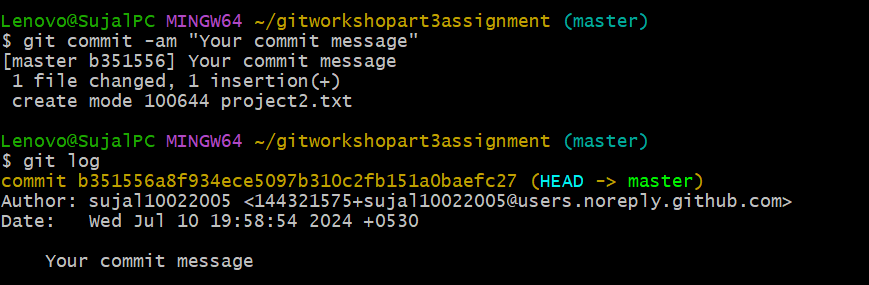 Lenovo@SujalPC MINGW64 ~/gitworkshopart3assignment (master)
$ git commit -am "Your commit message"
[master b351556] Your commit message
 1 file changed, 1 insertion(+)
 create mode 100644 project2.txt
Lenovo@SujalPC MINGW64 ~/gitworkshopart3assignment (master)
$ git log
commit b351556a8f934ece5097b310c2fb151a0baefc27 (HEAD -> master)
Author: sujal10022005 <144321575+sujal10022005@users.noreply.github.com>
Date:   Wed Jul 10 19:58:54 2024 +0530
    Your commit message